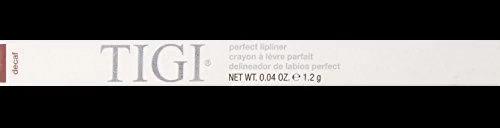 decaf
TIGI®
perfect lipliner
crayon à lèvre parfait
delineador de labios perfect
NET WT. 0.04 OZ. ℮ 1.2 g